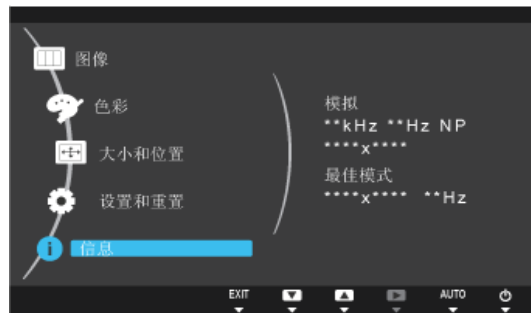 图像
色彩
大小和位置
设置和重置
信息
模拟
**kHz **Hz NP
****x****
最佳模式
****x**** **Hz
EXIT
AUTO